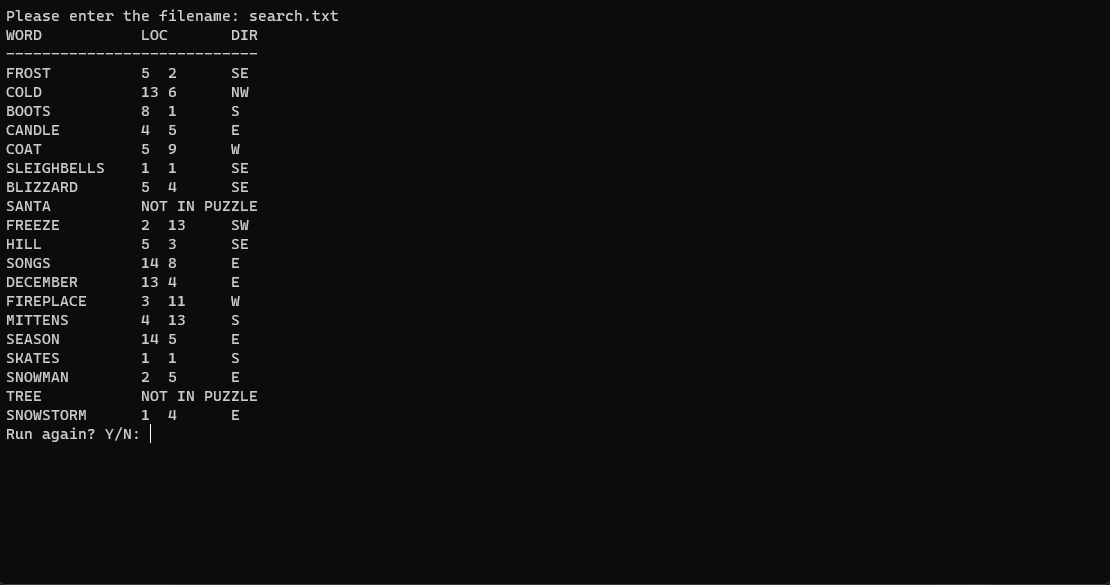 Please enter the filename: search.txt
WORD           LOC       DIR
----------------------------
FROST          5  2      SE
COLD           13 6      NW
BOOTS          8  1      S
CANDLE         4  5      E
COAT           5  9      W
SLEIGHBELLS    1  1      SE
BLIZZARD       5  4      SE
SANTA          NOT IN PUZZLE
FREEZE         2  13     SW
HILL           5  3      SE
SONGS          14 8      E
DECEMBER       13 4      E
FIREPLACE      3  11     W
MITTENS        4  13     S
SEASON         14 5      E
SKATES         1  1      S
SNOWMAN        2  5      E
TREE           NOT IN PUZZLE
SNOWSTORM      1  4      E
Run again? Y/N: